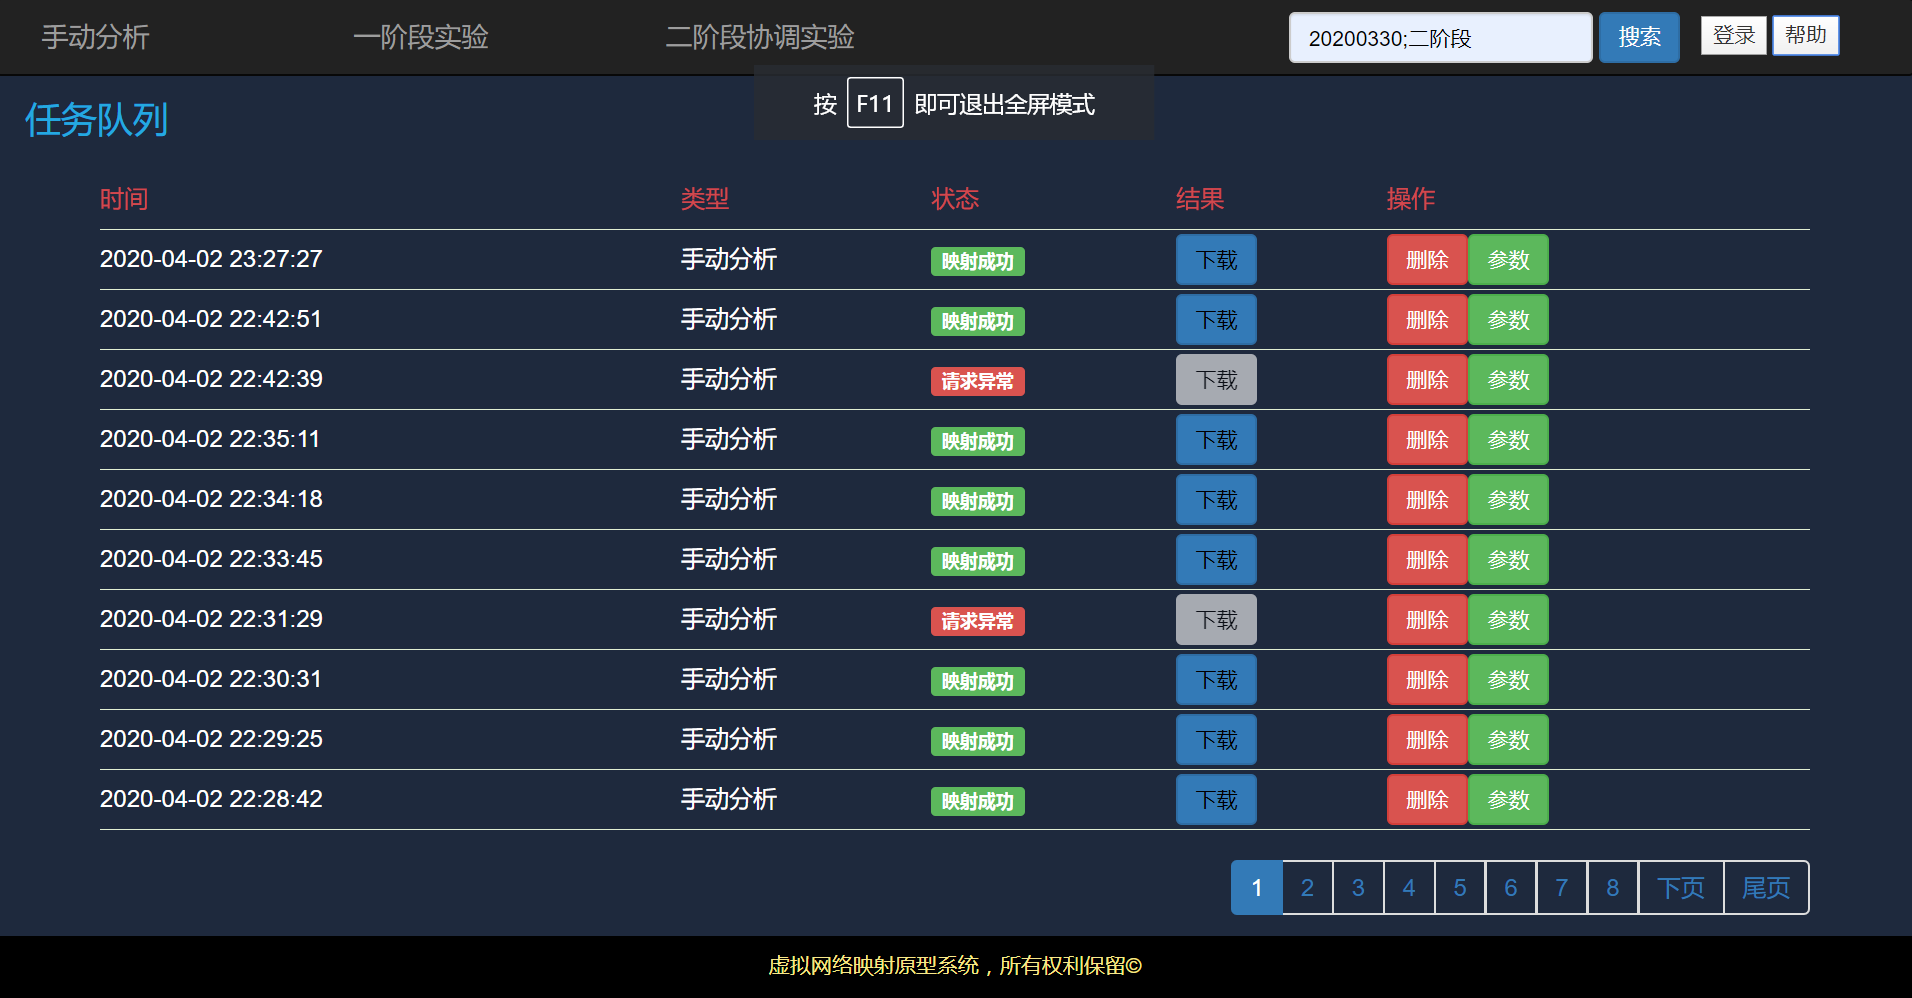 手动分析 一阶段实验 二阶段协调实验 20200330;二阶段 搜索 登录 帮助
按 F11 即可退出全屏模式
任务队列
时间 类型 状态 结果 操作
2020-04-02 23:27:27 手动分析 映射成功 下载 删除 参数
2020-04-02 22:42:51 手动分析 映射成功 下载 删除 参数
2020-04-02 22:42:39 手动分析 请求异常 下载 删除 参数
2020-04-02 22:35:11 手动分析 映射成功 下载 删除 参数
2020-04-02 22:34:18 手动分析 映射成功 下载 删除 参数
2020-04-02 22:33:45 手动分析 映射成功 下载 删除 参数
2020-04-02 22:31:29 手动分析 请求异常 下载 删除 参数
2020-04-02 22:30:31 手动分析 映射成功 下载 删除 参数
2020-04-02 22:29:25 手动分析 映射成功 下载 删除 参数
2020-04-02 22:28:42 手动分析 映射成功 下载 删除 参数
1 2 3 4 5 6 7 8 下页 尾页
虚拟网络映射原型系统，所有权利保留©